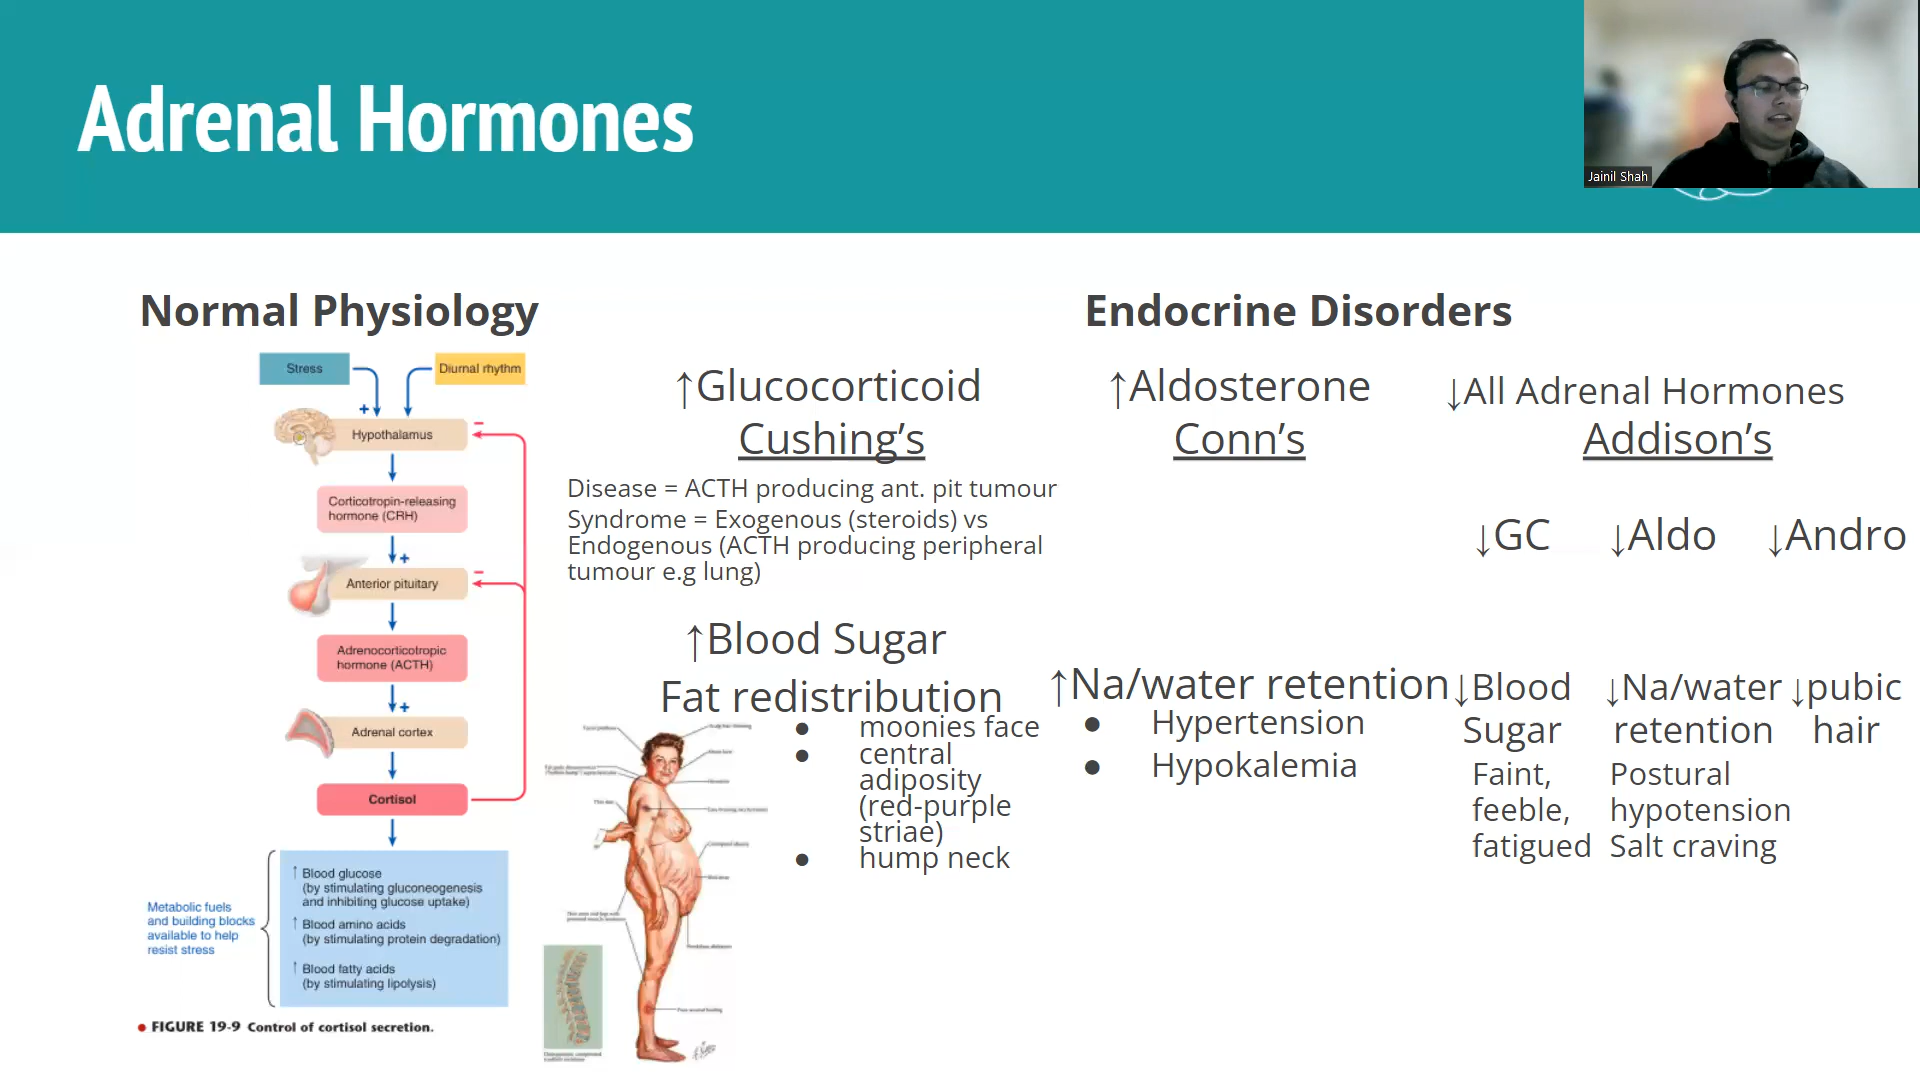 Adrenal Hormones
Jainil Shah
Normal Physiology
Stress
Diurnal rhythm
+
−
Hypothalamus
Corticotropin-releasing
hormone (CRH)
+
−
Anterior pituitary
Adrenocorticotropic
hormone (ACTH)
+
Adrenal cortex
Cortisol
Metabolic fuels
and building blocks
available to help
resist stress
↑ Blood glucose
(by stimulating gluconeogenesis
and inhibiting glucose uptake)
↑ Blood amino acids
(by stimulating protein degradation)
↑ Blood fatty acids
(by stimulating lipolysis)
● FIGURE 19-9 Control of cortisol secretion.
Endocrine Disorders
↑Glucocorticoid
Cushing’s
Disease = ACTH producing ant. pit tumour
Syndrome = Exogenous (steroids) vs
Endogenous (ACTH producing peripheral
tumour e.g lung)
↑Blood Sugar
Fat redistribution
● moonies face
● central
adiposity
(red-purple
striae)
● hump neck
↑Aldosterone
Conn’s
↑Na/water retention
● Hypertension
● Hypokalemia
↓All Adrenal Hormones
Addison’s
↓GC ↓Aldo ↓Andro
↓Blood
Sugar
Faint,
feeble,
fatigued
↓Na/water
retention
Postural
hypotension
Salt craving
↓pubic
hair